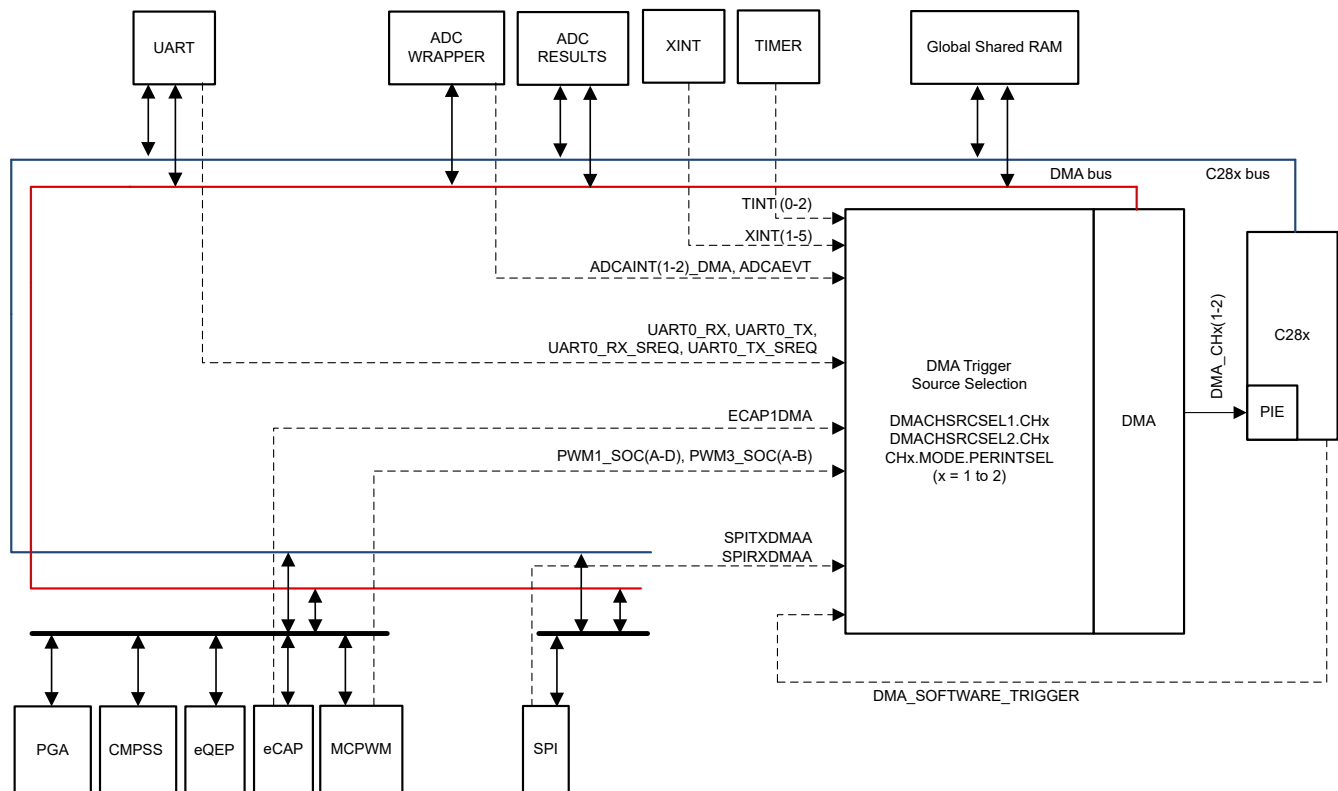 UART
ADC
WRAPPER
ADC
RESULTS
XINT
TIMER
Global Shared RAM
DMA bus
C28x bus
TINT (0-2)
XINT(1-5)
ADCAINT(1-2)_DMA, ADCAEVT
UART0_RX, UART0_TX,
UART0_RX_SREQ, UART0_TX_SREQ
ECAP1DMA
PWM1_SOC(A-D), PWM3_SOC(A-B)
SPITXDMAA
SPIRXDMAA
DMA Trigger
Source Selection
DMACHSRCSEL1.CHx
DMACHSRCSEL2.CHx
CHx.MODE.PERINTSEL
(x = 1 to 2)
DMA
DMA_CHx(1-2)
C28x
PIE
DMA_SOFTWARE_TRIGGER
PGA
CMPSS
eQEP
eCAP
MCPWM
SPI